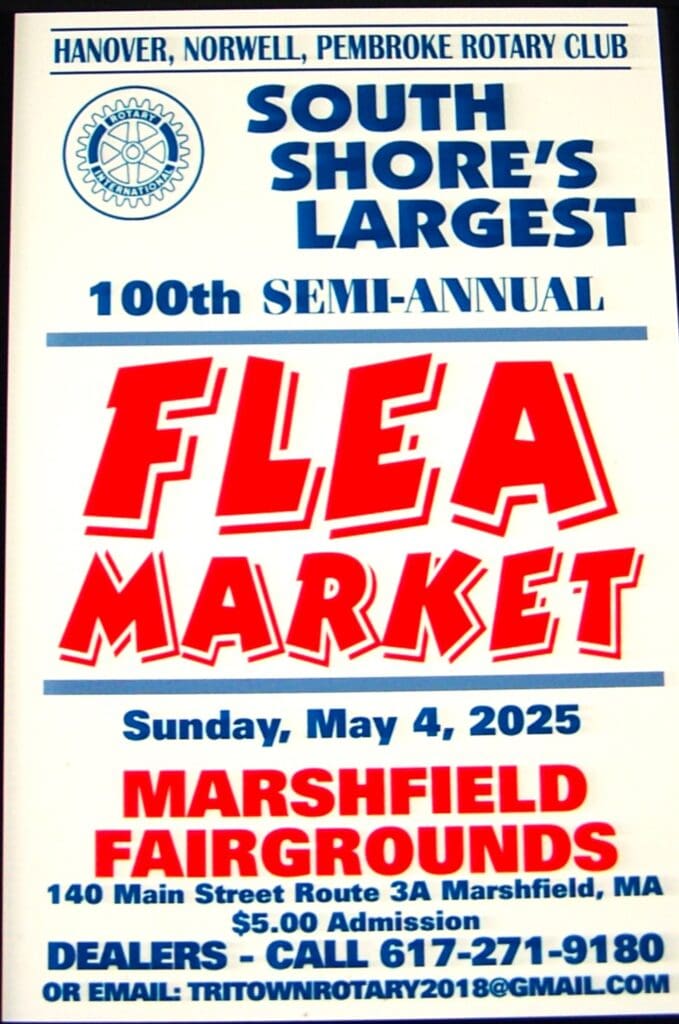 HANOVER, NORWELL, PEMBROKE ROTARY CLUB
ROTARY
INTERNATIONAL
SOUTH
SHORE'S
LARGEST
100th SEMI-ANNUAL
FLEA
MARKET
Sunday, May 4, 2025
MARSHFIELD
FAIRGROUNDS
140 Main Street Route 3A Marshfield, MA
$5.00 Admission
DEALERS - CALL 617-271-9180
OR EMAIL: TRITOWNROTARY2018@GMAIL.COM